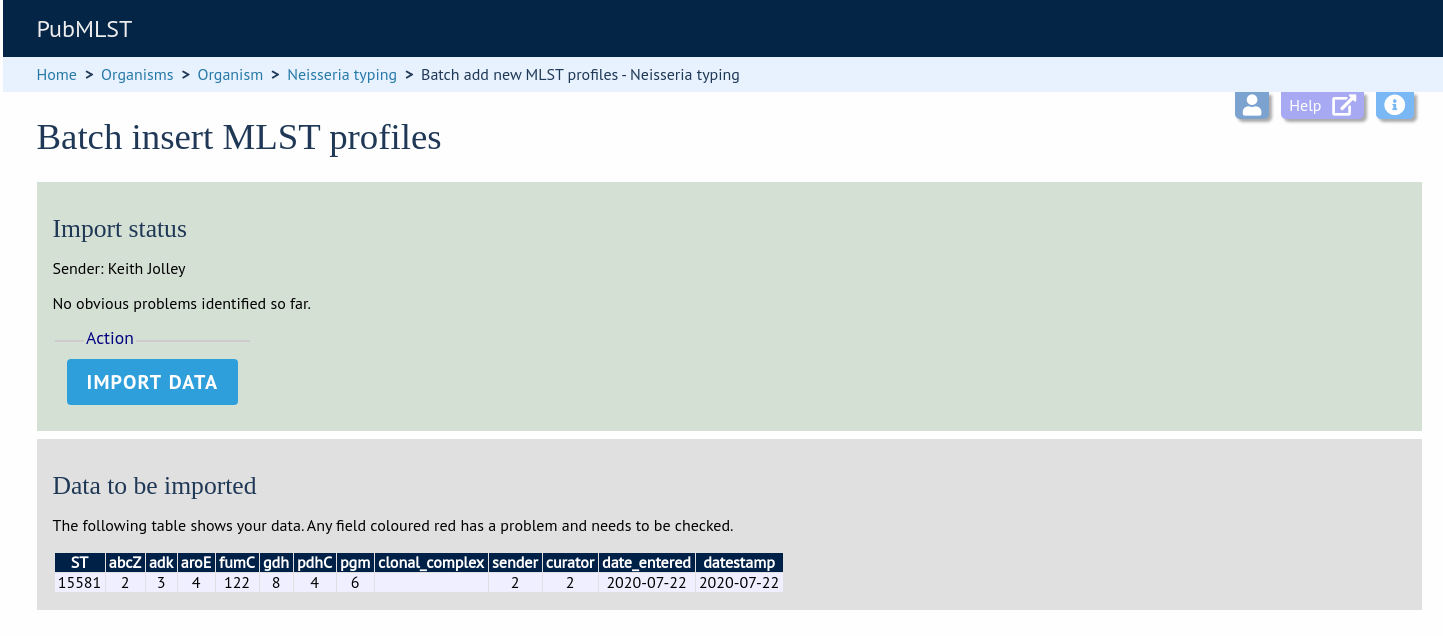 PubMLST
Home > Organisms > Organism > Neisseria typing > Batch add new MLST profiles - Neisseria typing
Help
Batch insert MLST profiles
Import status
Sender: Keith Jolley
No obvious problems identified so far.
Action
IMPORT DATA
Data to be imported
The following table shows your data. Any field coloured red has a problem and needs to be checked.
ST abcZ adk aroE fumC gdh pdhC pgm clonal_complex sender curator date_entered datestamp
15581 2 3 4 122 8 4 6 2 2 2020-07-22 2020-07-22